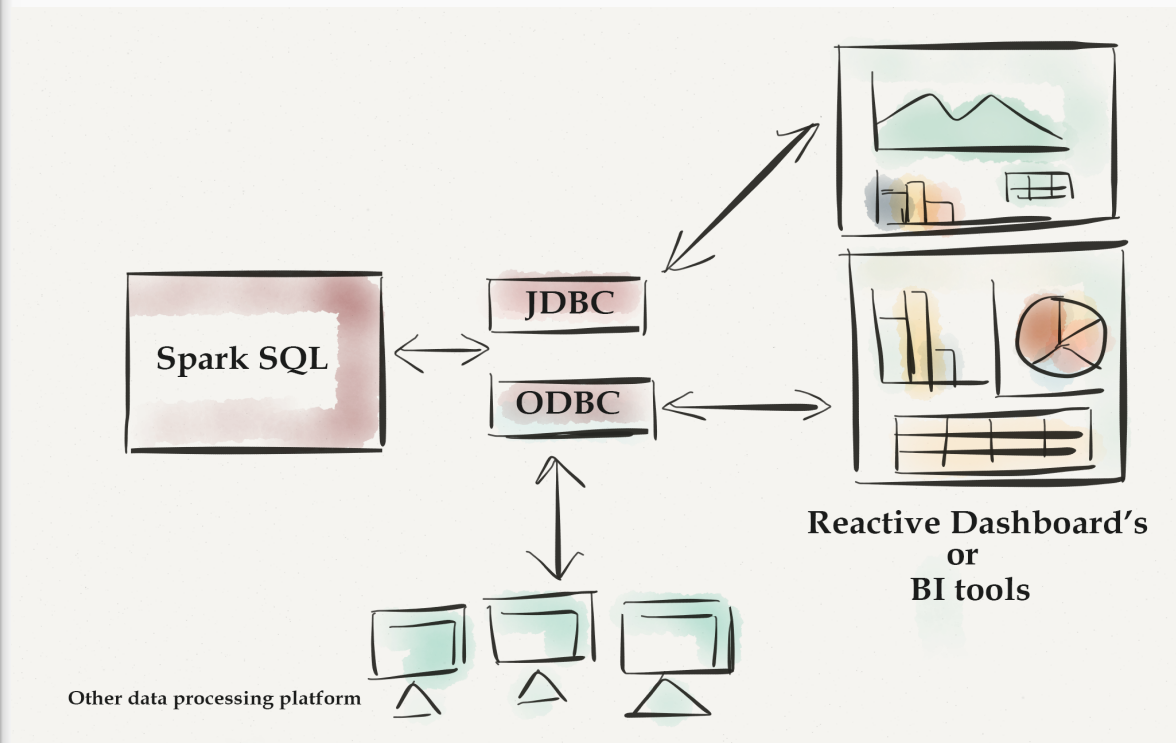 Spark SQL
JDBC
ODBC
Reactive Dashboard's
or
BI tools
Other data processing platform